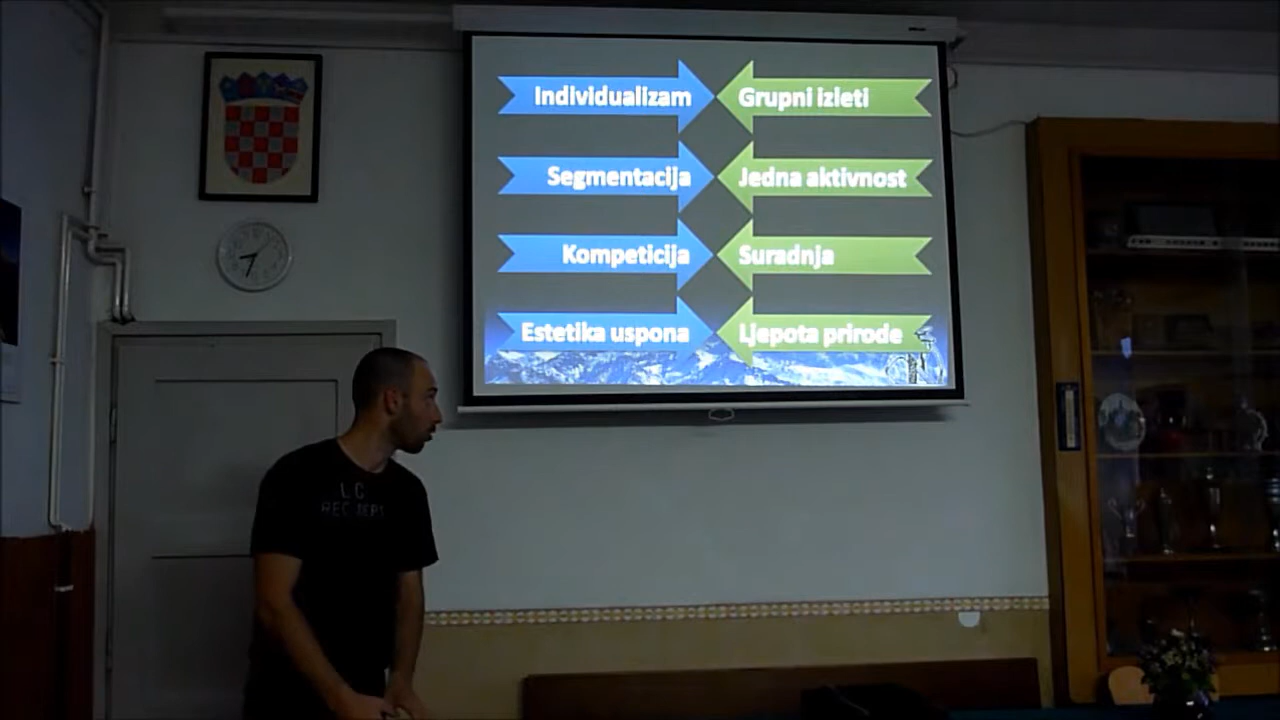 Individualizam
Grupni izleti
Segmentacija
Jedna aktivnost
Kompeticija
Suradnja
Estetika uspona
Ljepota prirode